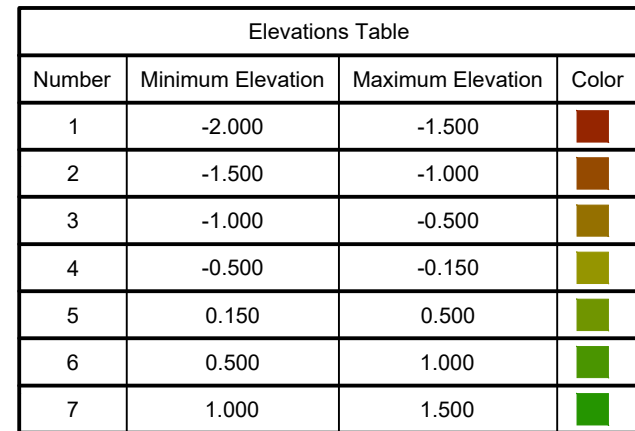 Elevations Table
Number Minimum Elevation Maximum Elevation Color
1 -2.000 -1.500
2 -1.500 -1.000
3 -1.000 -0.500
4 -0.500 -0.150
5 0.150 0.500
6 0.500 1.000
7 1.000 1.500